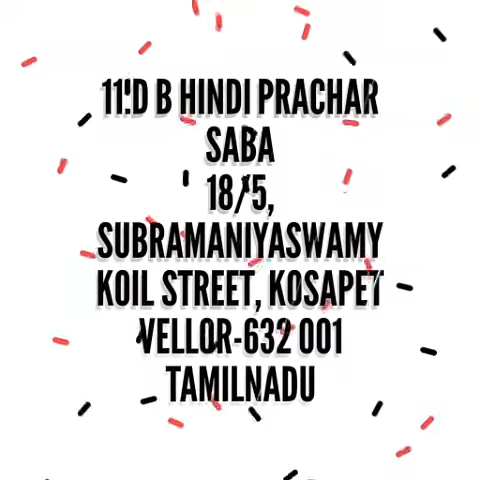 11.D B HINDI PRACHAR
SABA
18/5,
SUBRAMANIYASWAMY
KOIL STREET, KOSAPET
VELLOR-632 001
TAMILNADU